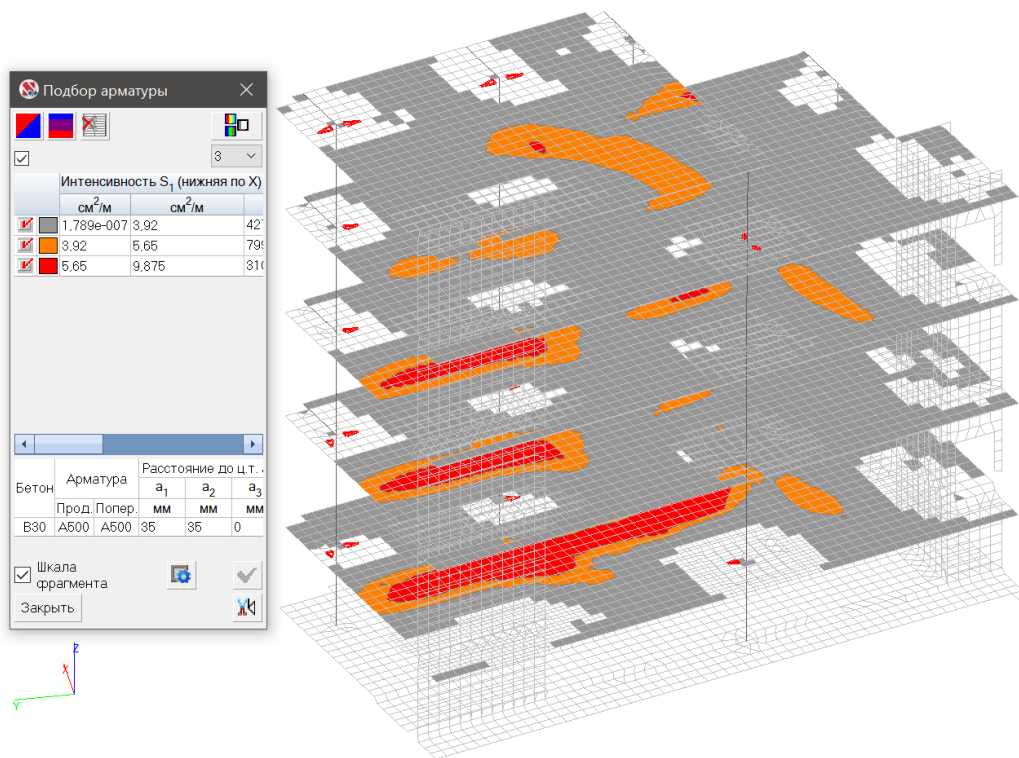 Подбор арматуры
3
Интенсивность S1 (нижняя по X)
см2/м см2/м
1,789e-007 3,92
3,92 5,65
5,65 9,875
Бетон Арматура Расстояние до ц.т.
Прод. Попер. a1 a2 a3
мм мм мм
B30 A500 A500 35 35 0
Шкала
фрагмента
Закрыть
Z
X
Y